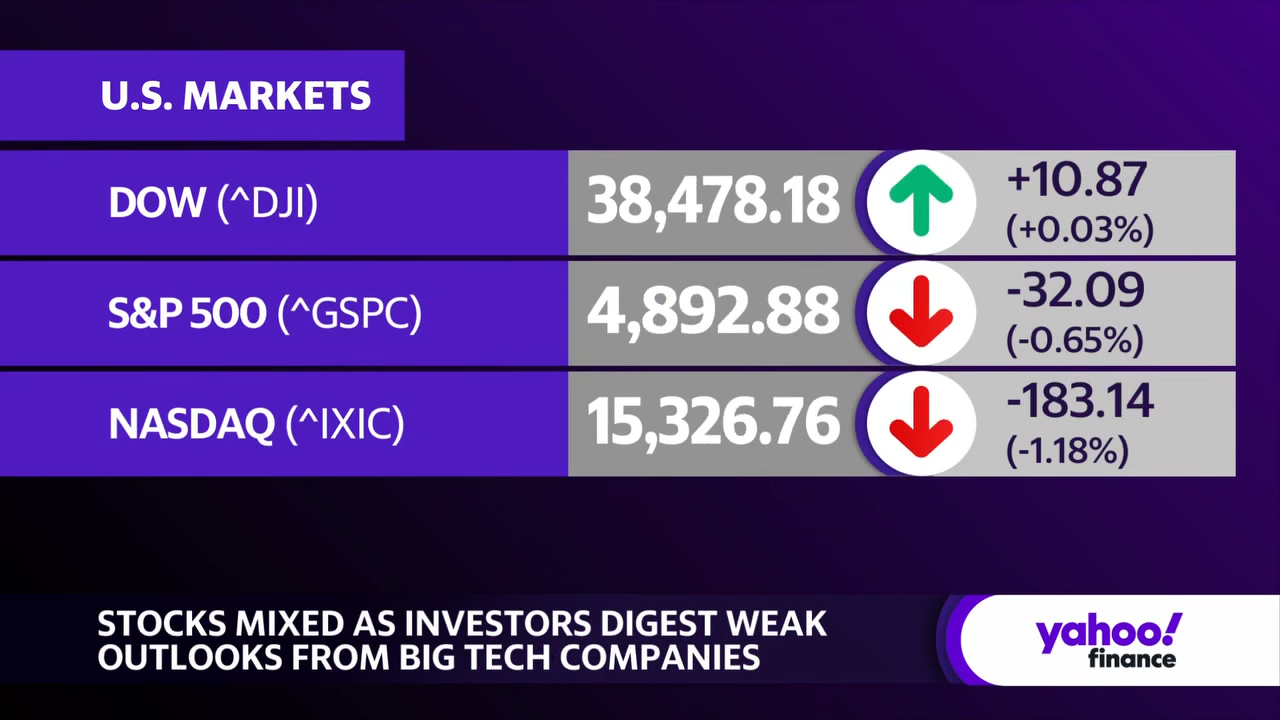 U.S. MARKETS
DOW (^DJI)
38,478.18
+10.87
(+0.03%)
S&P 500 (^GSPC)
4,892.88
-32.09
(-0.65%)
NASDAQ (^IXIC)
15,326.76
-183.14
(-1.18%)
STOCKS MIXED AS INVESTORS DIGEST WEAK
OUTLOOKS FROM BIG TECH COMPANIES
yahoo!
finance